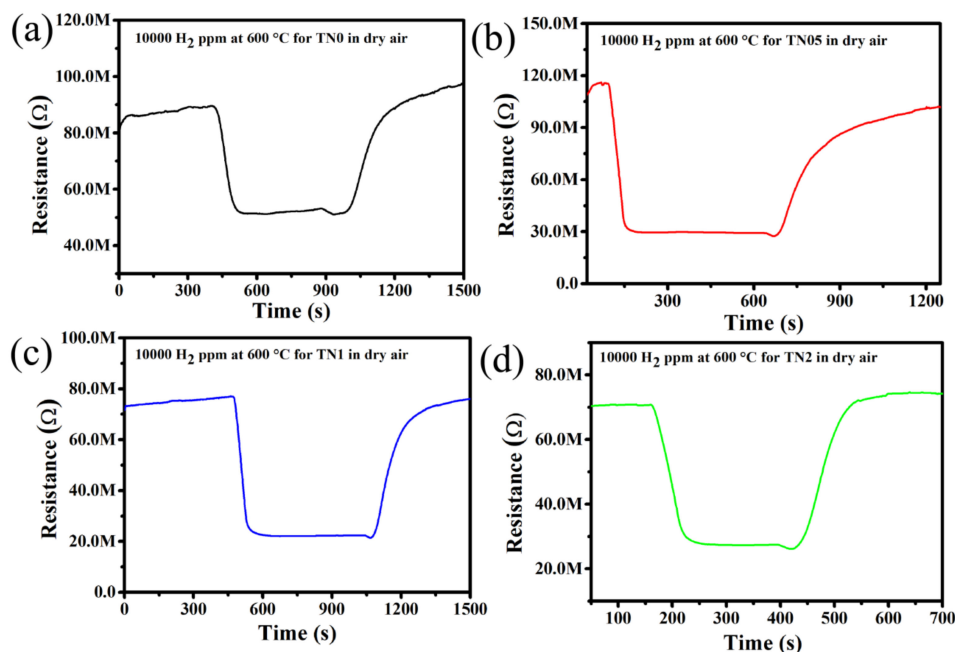 (a)
10000 H2 ppm at 600 °C for TN0 in dry air
120.0M
100.0M
80.0M
60.0M
40.0M
Resistance (Ω)
0 300 600 900 1200 1500
Time (s)
(b)
10000 H2 ppm at 600 °C for TN05 in dry air
150.0M
120.0M
90.0M
60.0M
30.0M
0.0
Resistance (Ω)
300 600 900 1200
Time (s)
(c)
10000 H2 ppm at 600 °C for TN1 in dry air
100.0M
80.0M
60.0M
40.0M
20.0M
0.0
Resistance (Ω)
0 300 600 900 1200 1500
Time (s)
(d)
10000 H2 ppm at 600 °C for TN2 in dry air
80.0M
60.0M
40.0M
20.0M
Resistance (Ω)
100 200 300 400 500 600 700
Time (s)